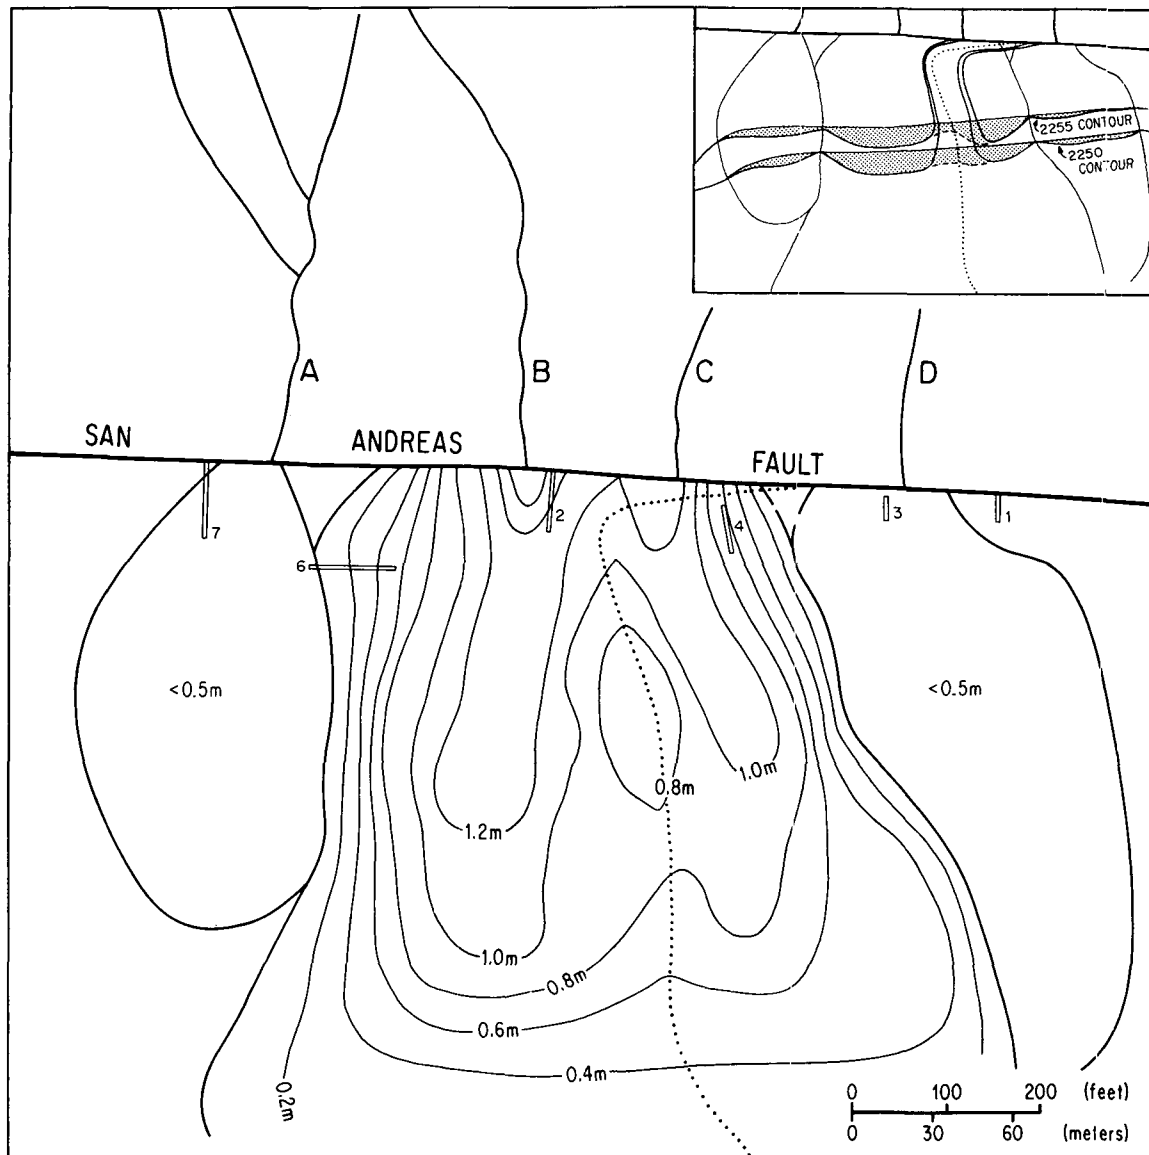 2255 CONTOUR
2250
CONTOUR
A
B
C
D
SAN
ANDREAS
FAULT
7
2
4
3
1
6
<0.5m
<0.5m
1.0m
0.8m
1.2m
1.0m
0.8m
0.6m
0.4m
0.2m
0 100 200 (feet)
0 30 60 (meters)